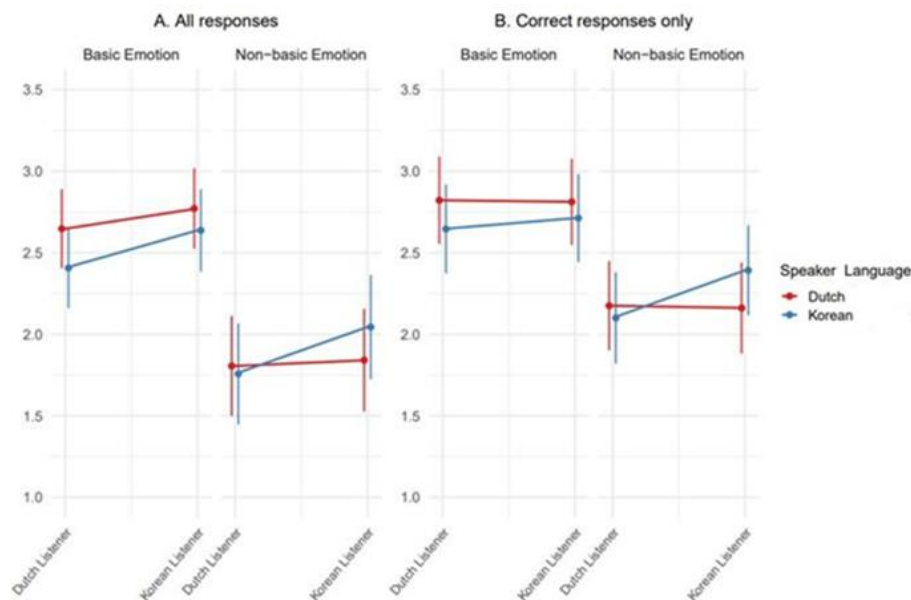 A. All responses
B. Correct responses only
Basic Emotion
Non-basic Emotion
Basic Emotion
Non-basic Emotion
3.5
3.0
2.5
2.0
1.5
1.0
3.5
3.0
2.5
2.0
1.5
1.0
Speaker Language
Dutch
Korean
Dutch Listener
Korean Listener
Dutch Listener
Korean Listener
Dutch Listener
Korean Listener
Dutch Listener
Korean Listener